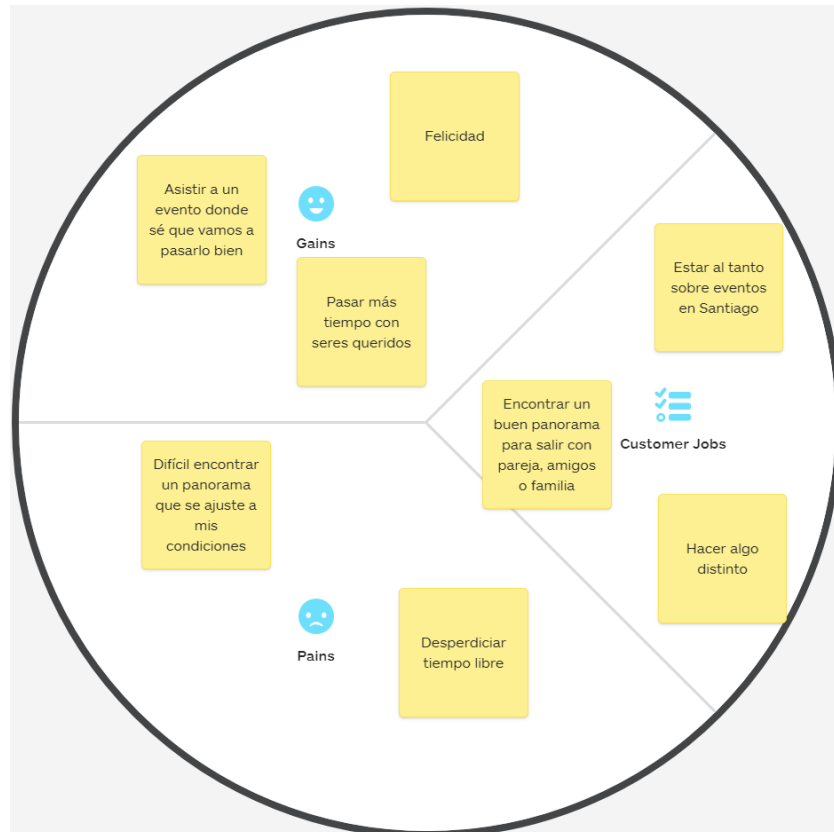 Felicidad
Asistir a un
evento donde
sé que vamos a
pasarlo bien
Gains
Pasar más
tiempo con
seres queridos
Estar al tanto
sobre eventos
en Santiago
Encontrar un
buen panorama
para salir con
pareja, amigos
o familia
Customer Jobs
Hacer algo
distinto
Difícil encontrar
un panorama
que se ajuste a
mis
condiciones
Pains
Desperdiciar
tiempo libre